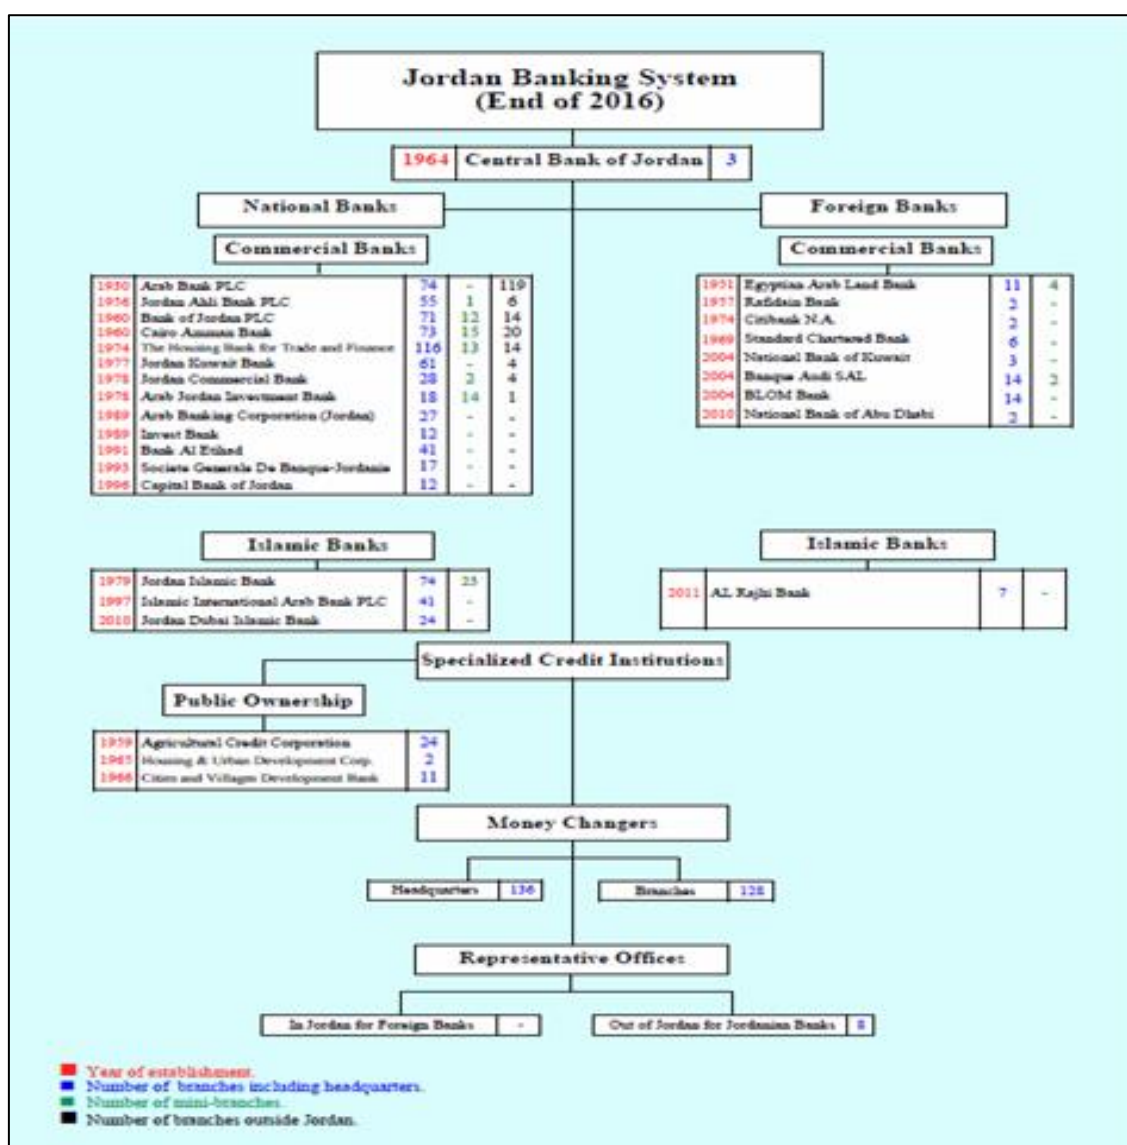 Jordan Banking System
(End of 2016)
1964 Central Bank of Jordan 3
National Banks
Foreign Banks
Commercial Banks
1930 Arab Bank PLC 74 - 119
1956 Jordan Ahli Bank PLC 55 1 6
1960 Bank of Jordan PLC 71 12 14
1960 Cairo Amman Bank 73 15 20
1974 The Housing Bank for Trade and Finance 116 13 14
1977 Jordan Kuwait Bank 61 - 4
1978 Jordan Commercial Bank 28 2 4
1978 Arab Jordan Investment Bank 18 14 1
1989 Arab Banking Corporation (Jordan) 27 - -
1989 Invest Bank 12 - -
1991 Bank Al Etihad 41 - -
1993 Societe Generale De Banque-Jordanie 17 - -
1996 Capital Bank of Jordan 12 - -
Commercial Banks
1951 Egyptian Arab Land Bank 11 4
1957 Rafidain Bank 2 -
1974 Citibank N.A. 2 -
1969 Standard Chartered Bank 6 -
2004 National Bank of Kuwait 3 -
2004 Banque Audi SAL 14 2
2004 BLOM Bank 14 -
2010 National Bank of Abu Dhabi 2 -
Islamic Banks
1979 Jordan Islamic Bank 74 23
1997 Islamic International Arab Bank PLC 41 -
2010 Jordan Dubai Islamic Bank 24 -
Islamic Banks
2011 AL Rajhi Bank 7 -
Specialized Credit Institutions
Public Ownership
1959 Agricultural Credit Corporation 24
1965 Housing & Urban Development Corp. 2
1966 Cities and Villages Development Bank 11
Money Changers
Headquarters 136
Branches 128
Representative Offices
In Jordan for Foreign Banks -
Out of Jordan for Jordanian Banks 8
Year of establishment.
Number of branches including headquarters.
Number of mini-branches.
Number of branches outside Jordan.